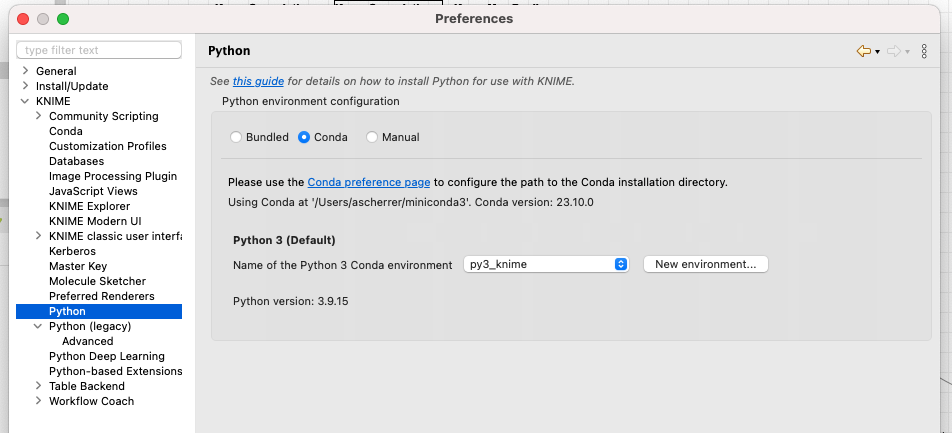 Preferences
type filter text
General
Install/Update
KNIME
Community Scripting
Conda
Customization Profiles
Databases
Image Processing Plugin
JavaScript Views
KNIME Explorer
KNIME Modern UI
KNIME classic user interfa
Kerberos
Master Key
Molecule Sketcher
Preferred Renderers
Python
Python (legacy)
Advanced
Python Deep Learning
Python-based Extensions
Table Backend
Workflow Coach
Python
See this guide for details on how to install Python for use with KNIME.
Python environment configuration
Bundled Conda Manual
Please use the Conda preference page to configure the path to the Conda installation directory.
Using Conda at '/Users/ascherrer/miniconda3'. Conda version: 23.10.0
Python 3 (Default)
Name of the Python 3 Conda environment py3_knime New environment...
Python version: 3.9.15